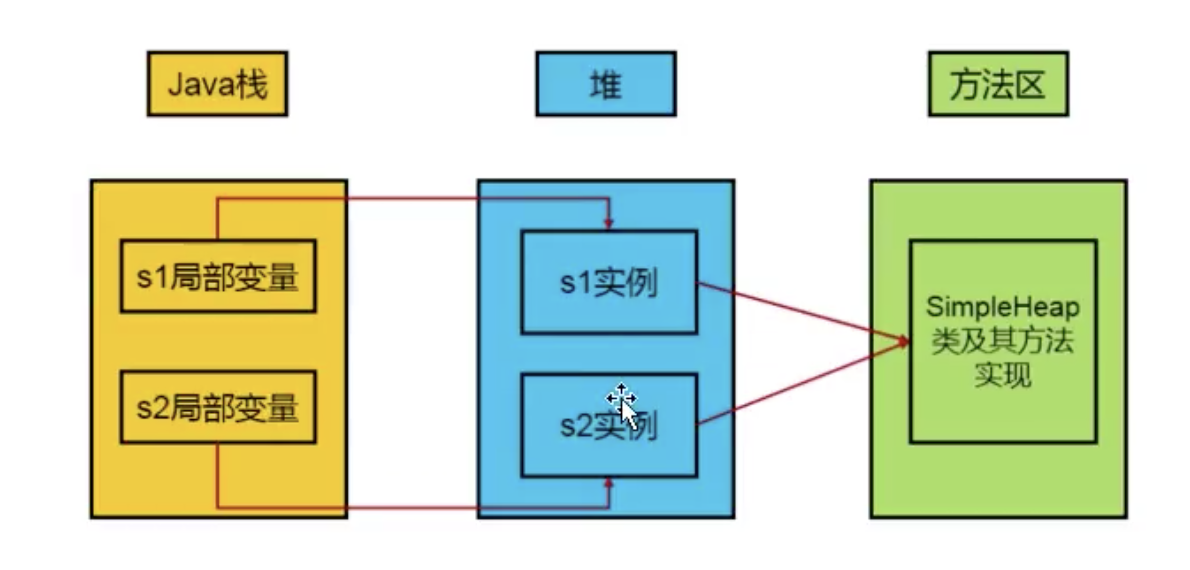 Java栈
堆
方法区
s1局部变量
s2局部变量
s1实例
s2实例
SimpleHeap
类及其方法
实现